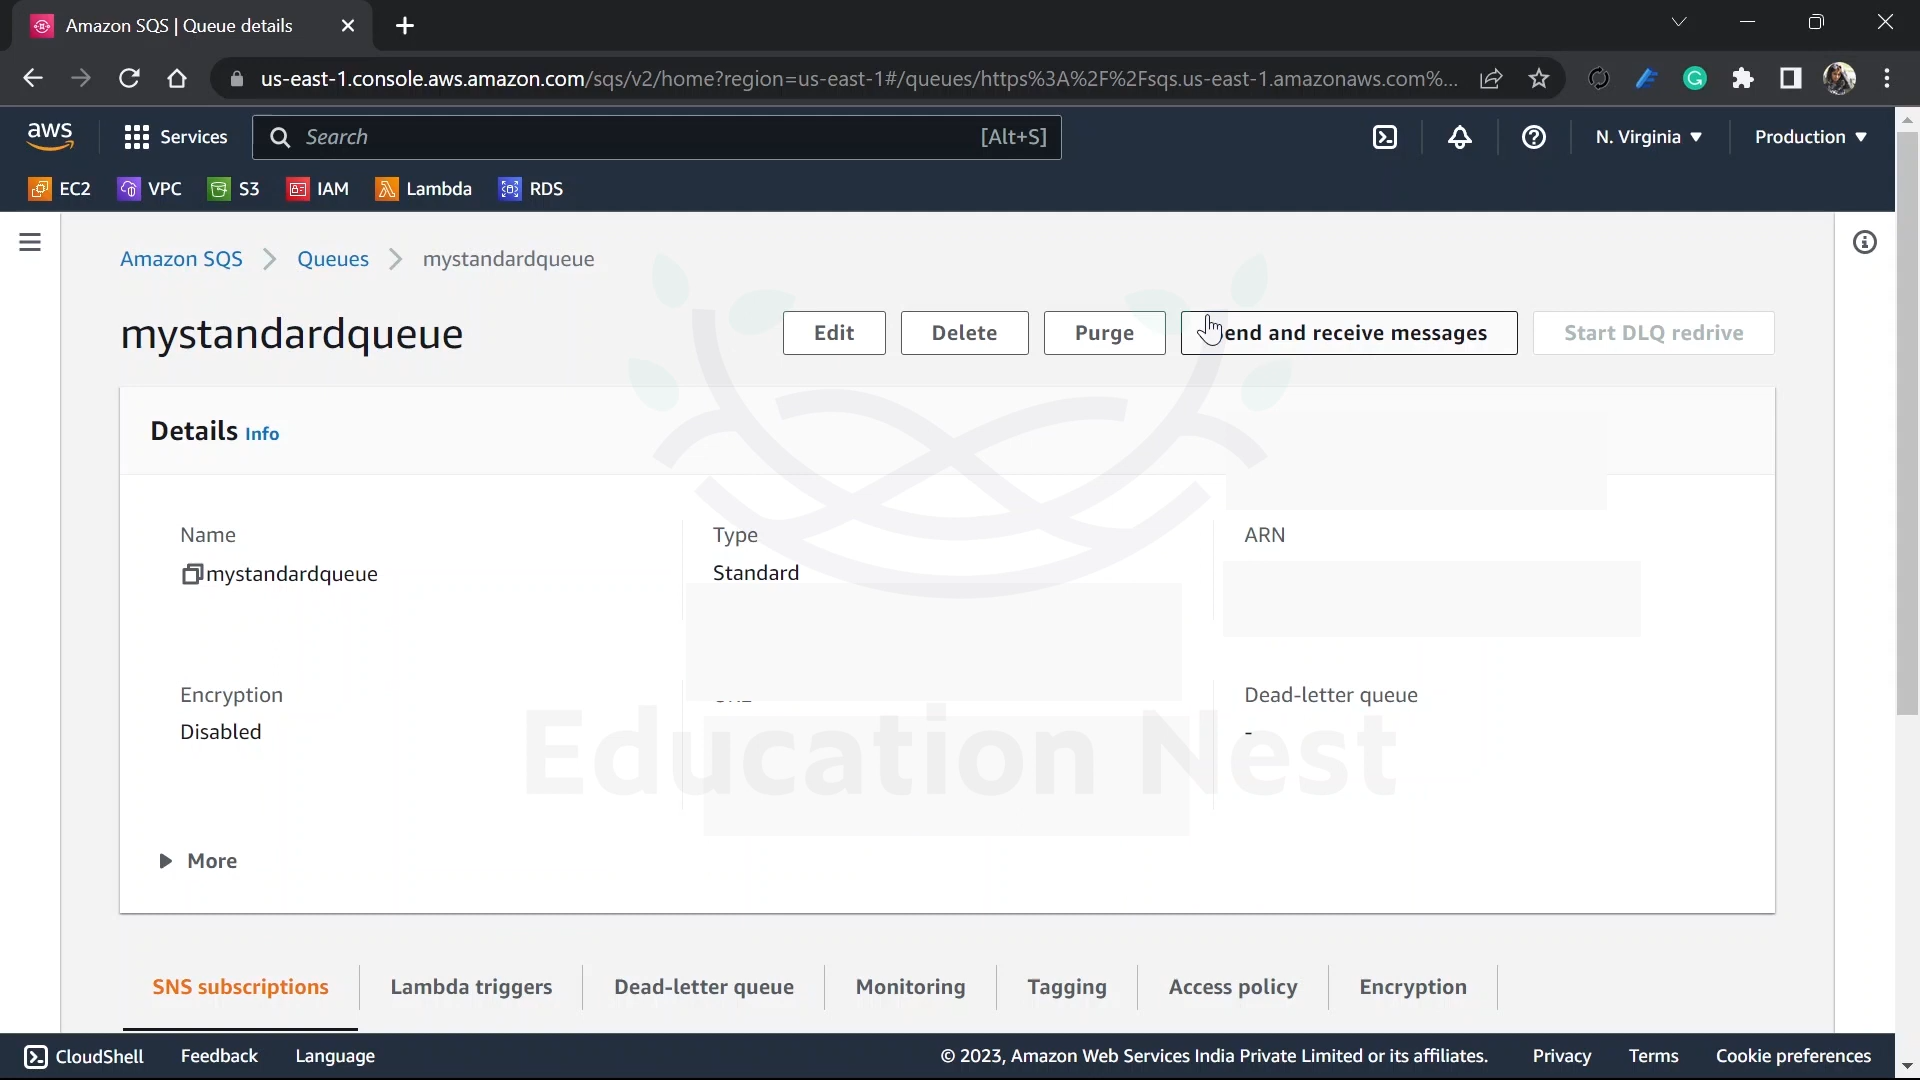 Amazon SQS | Queue details
us-east-1.console.aws.amazon.com/sqs/v2/home?region=us-east-1#/queues/https%3A%2F%2Fsqs.us-east-1.amazonaws.com%...
aws
Services
Search
[Alt+S]
N. Virginia
Production
EC2
VPC
S3
IAM
Lambda
RDS
Amazon SQS
Queues
mystandardqueue
mystandardqueue
Edit
Delete
Purge
end and receive messages
Start DLQ redrive
Details Info
Name
mystandardqueue
Type
Standard
ARN
Encryption
Disabled
Dead-letter queue
-
Education Nest
More
SNS subscriptions
Lambda triggers
Dead-letter queue
Monitoring
Tagging
Access policy
Encryption
CloudShell
Feedback
Language
© 2023, Amazon Web Services India Private Limited or its affiliates.
Privacy
Terms
Cookie preferences